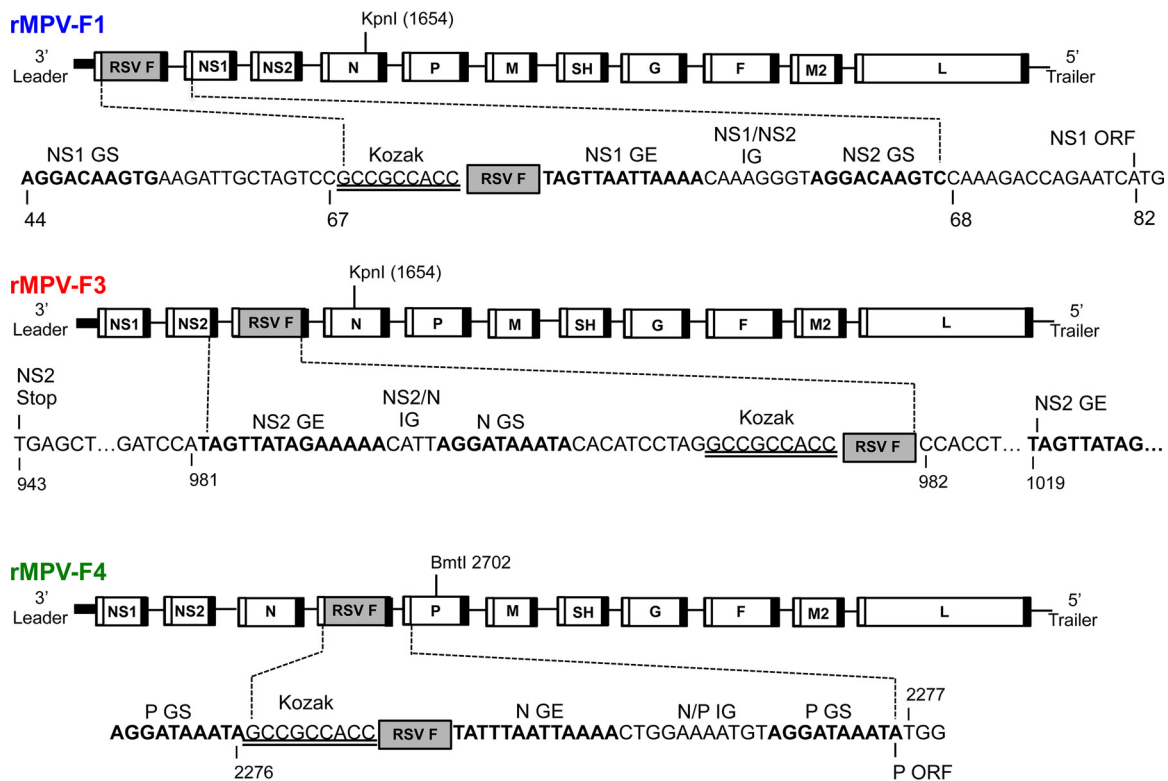 rMPV-F1
KpnI (1654)
3’ Leader
RSV F NS1 NS2 N P M SH G F M2 L
5’ Trailer
NS1 GS
Kozak
NS1 GE
NS1/NS2 IG
NS2 GS
NS1 ORF
AGGACAAGTGAAGATTGCTAGTCCGCCGCCACC RSV F TAGTTAATTAAAACAAAGGGTAGGACAAGTCCAAAGACCAGAATCATG
44 67 68 82
rMPV-F3
KpnI (1654)
3’ Leader
NS1 NS2 RSV F N P M SH G F M2 L
5’ Trailer
NS2 Stop
NS2 GE
NS2/N IG
N GS
Kozak
NS2 GE
TGAGCT...GATCCATAGTTATAGAAAAACATTAGGATAAATACACATCCTAGGCCGCCACC RSV F CCACCT... TAGTTATAG...
943 981 982 1019
rMPV-F4
BmtI 2702
3’ Leader
NS1 NS2 N RSV F P M SH G F M2 L
5’ Trailer
P GS
Kozak
N GE
N/P IG
P GS
2277
AGGATAAATAGCCGCCACC RSV F TATTTAATTAAAACTGGAAAATGTAGGATAAATATGG
2276
P ORF